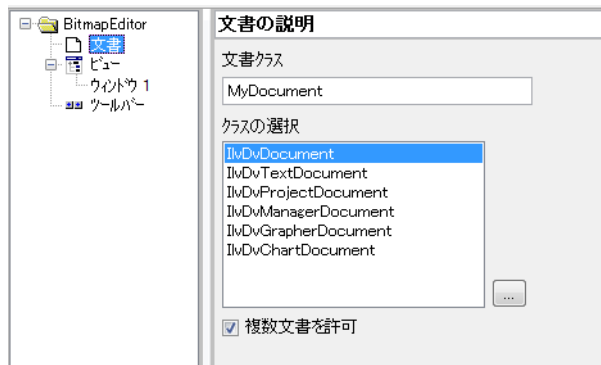 BitmapEditor
文書
ビュー
ウィンドウ 1
ツールバー
文書の説明
文書クラス
MyDocument
クラスの選択
IlvDvDocument
IlvDvTextDocument
IlvDvProjectDocument
IlvDvManagerDocument
IlvDvGrapherDocument
IlvDvChartDocument
...
複数文書を許可